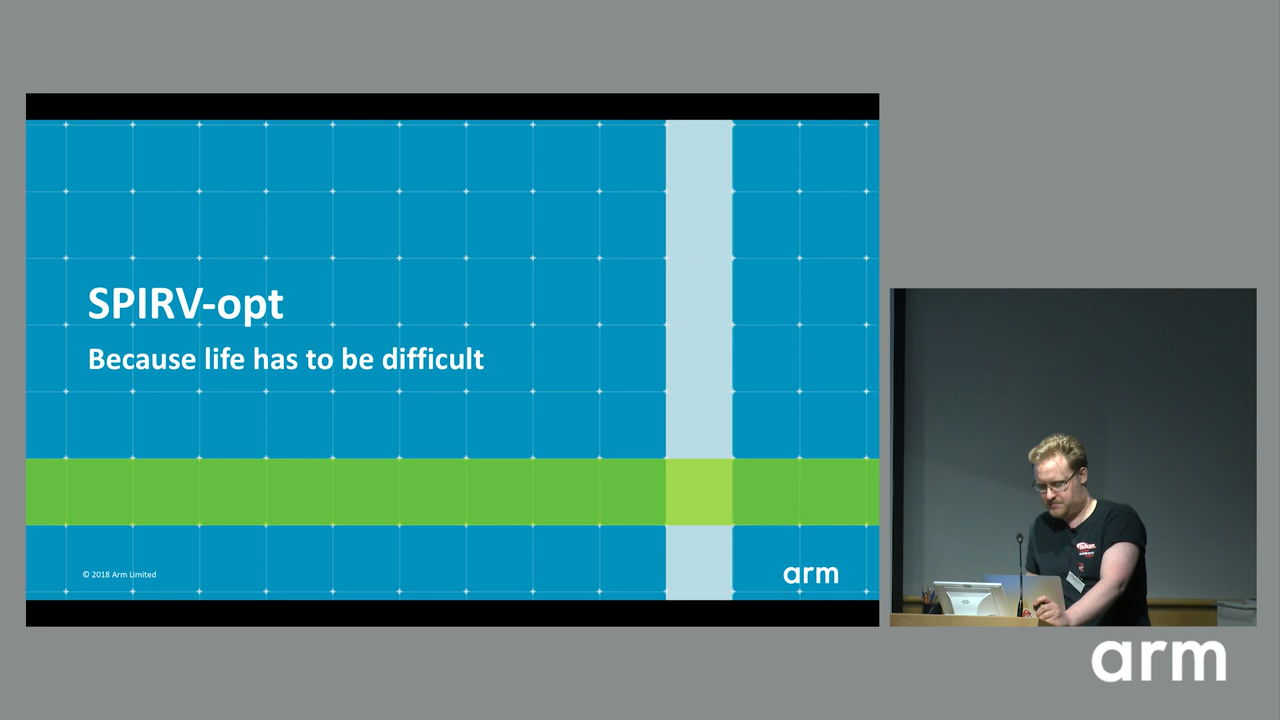 SPIRV-opt
Because life has to be difficult
© 2018 Arm Limited
arm
arm